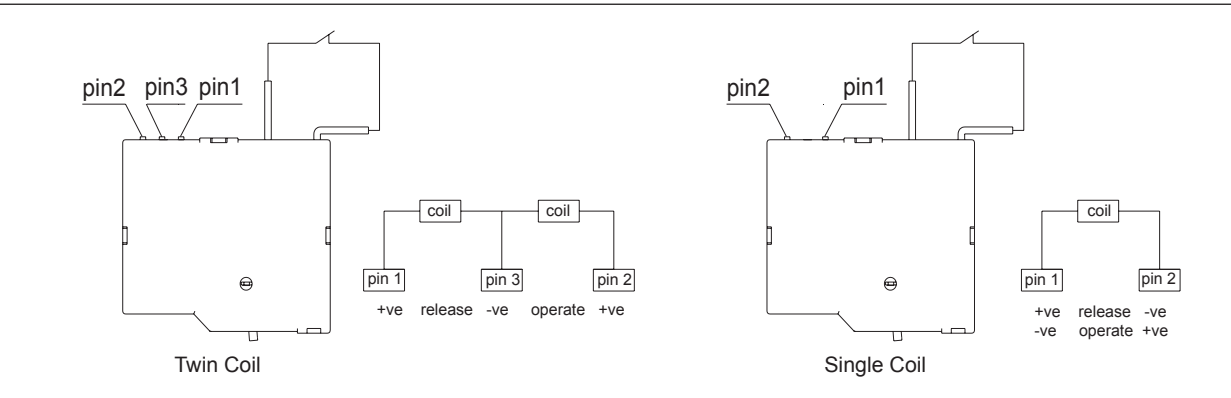 pin2 pin3 pin1
pin2 pin1
coil coil
pin 1 pin 3 pin 2
+ve release -ve operate +ve
coil
pin 1 pin 2
+ve release -ve
-ve operate +ve
Twin Coil
Single Coil